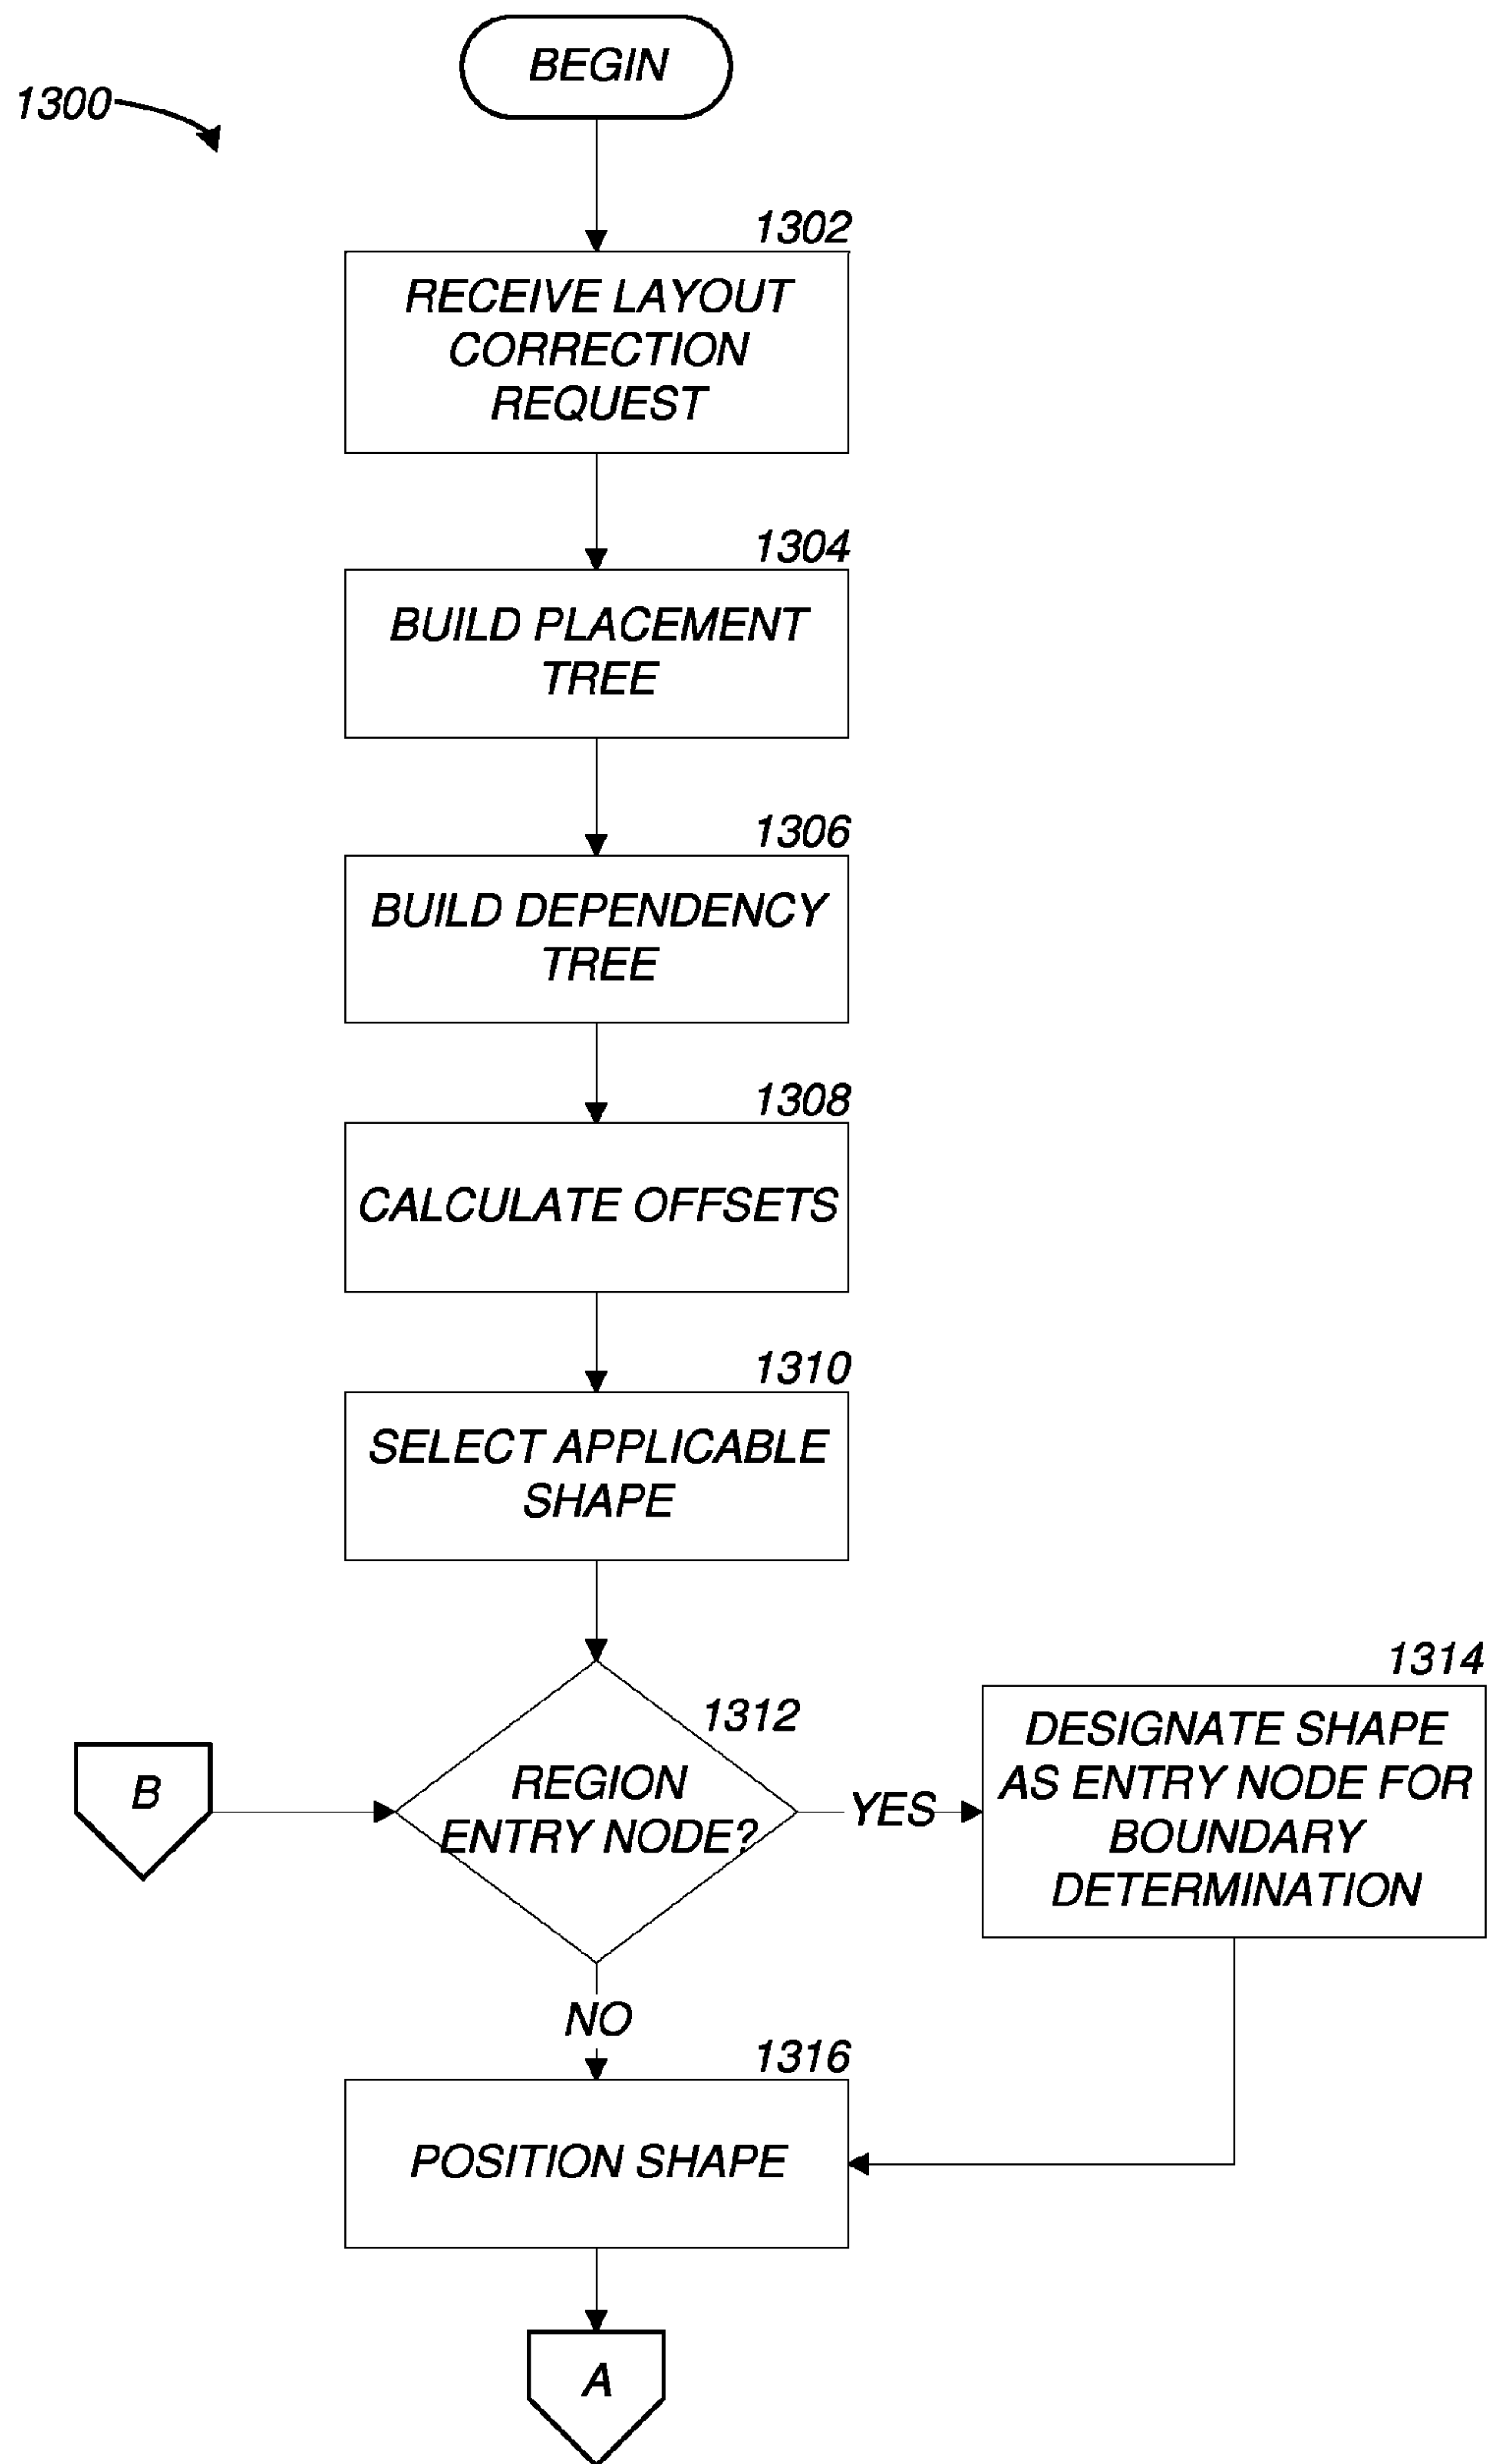 BEGIN
1300
1302
RECEIVE LAYOUT
CORRECTION
REQUEST
1304
BUILD PLACEMENT
TREE
1306
BUILD DEPENDENCY
TREE
1308
CALCULATE OFFSETS
1310
SELECT APPLICABLE
SHAPE
1312
REGION
ENTRY NODE?
B
YES
1314
DESIGNATE SHAPE
AS ENTRY NODE FOR
BOUNDARY
DETERMINATION
NO
1316
POSITION SHAPE
A